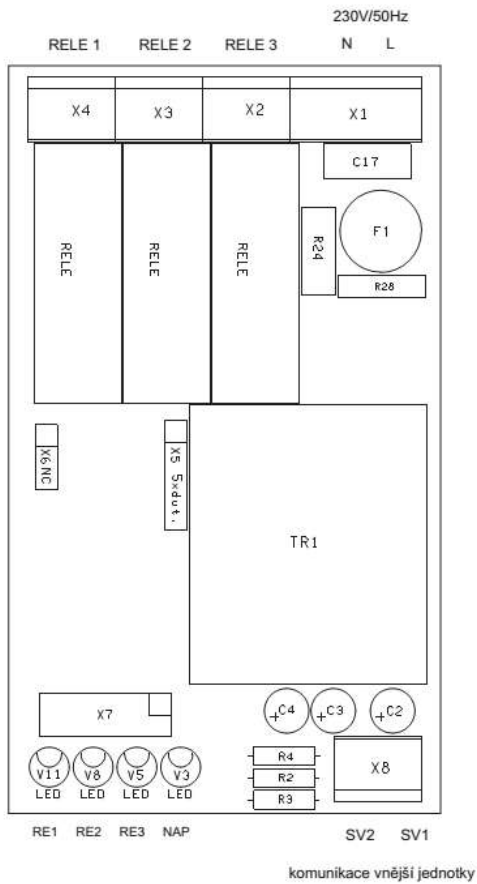 230V/50Hz
RELE 1 RELE 2 RELE 3 N L
X4 X3 X2 X1
C17
RELE RELE RELE R24 F1
R28
X6 NC X5 5xdut.
TR1
X7 +C4 +C3 +C2
V11 V8 V5 V3 R4 X8
LED LED LED LED R2
R3
RE1 RE2 RE3 NAP SV2 SV1
komunikace vnější jednotky